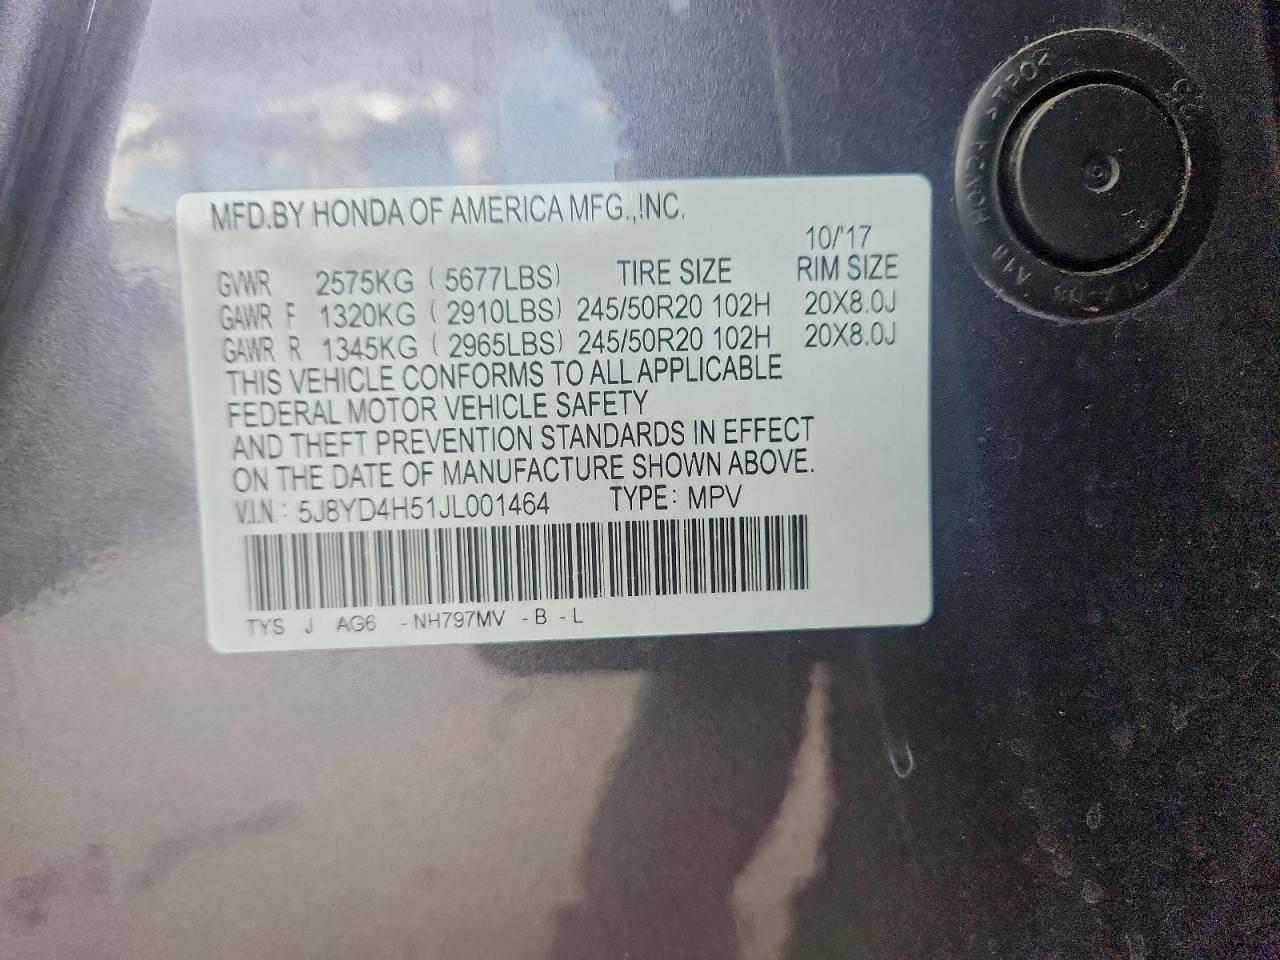 MFD.BY HONDA OF AMERICA MFG.,INC.
10/'17
GVWR 2575KG ( 5677LBS) TIRE SIZE RIM SIZE
GAWR F 1320KG ( 2910LBS) 245/50R20 102H 20X8.0J
GAWR R 1345KG ( 2965LBS) 245/50R20 102H 20X8.0J
THIS VEHICLE CONFORMS TO ALL APPLICABLE
FEDERAL MOTOR VEHICLE SAFETY
AND THEFT PREVENTION STANDARDS IN EFFECT
ON THE DATE OF MANUFACTURE SHOWN ABOVE.
V.I.N.: 5J8YD4H51JL001464 TYPE: MPV
TYS J AG6 -NH797MV -B -L